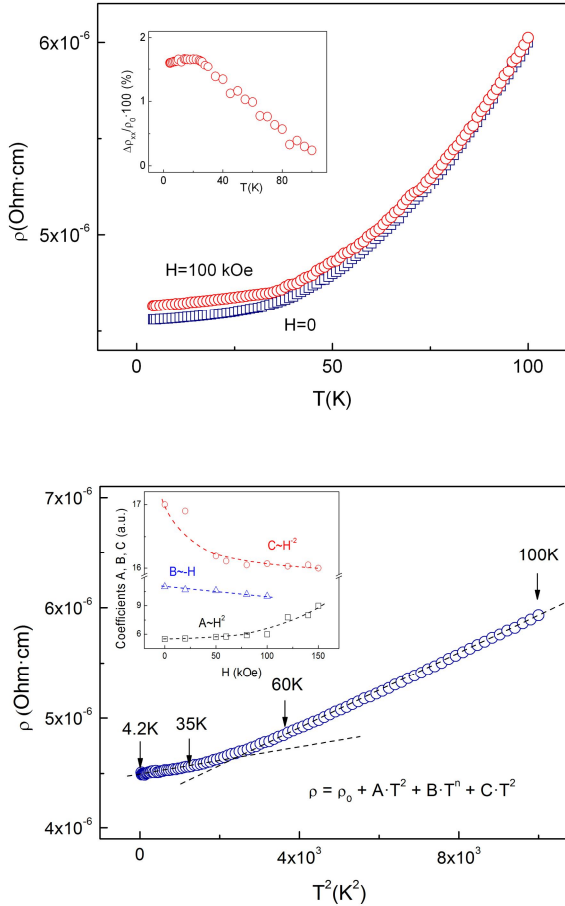 6x10⁻⁶
5x10⁻⁶
ρ(Ohm·cm)
2
1
0
Δρxx/ρ0·100 (%)
0
40
80
T(K)
H=100 kOe
H=0
0
50
100
T(K)
7x10⁻⁶
6x10⁻⁶
5x10⁻⁶
4x10⁻⁶
ρ (Ohm·cm)
17
16
9
6
Coefficients A, B, C (a.u.)
C~H⁻²
B~-H
A~H²
0
50
100
150
H (kOe)
100K
60K
35K
4.2K
ρ = ρ₀ + A·T² + B·Tⁿ + C·T²
0
4x10³
8x10³
T²(K²)